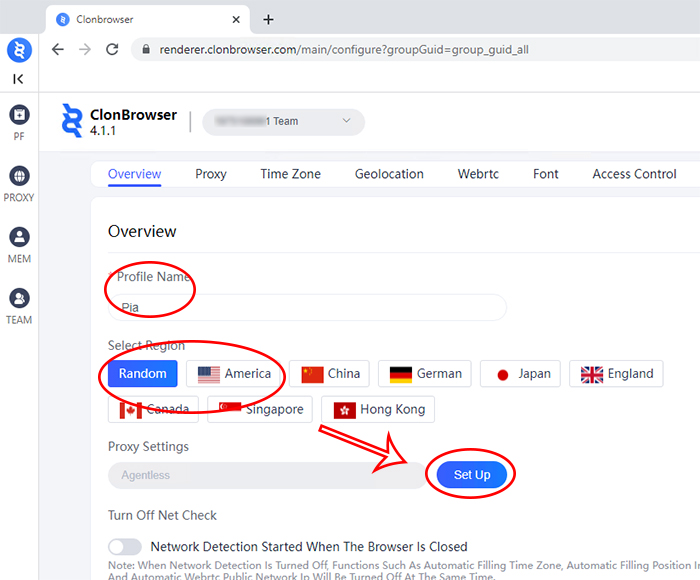 Clonbrowser
renderer.clonbrowser.com/main/configure?groupGuid=group_guid_all
ClonBrowser
4.1.1
1 Team
PF
PROXY
MEM
TEAM
Overview Proxy Time Zone Geolocation Webrtc Font Access Control
Overview
* Profile Name
Pia
Select Region
Random America China German Japan England
Canada Singapore Hong Kong
Proxy Settings
Agentless Set Up
Turn Off Net Check
Network Detection Started When The Browser Is Closed
Note: When Network Detection Is Turned Off, Functions Such As Automatic Filling Time Zone, Automatic Filling Position In
And Automatic Webrtc Public Network Ip Will Be Turned Off At The Same Time.